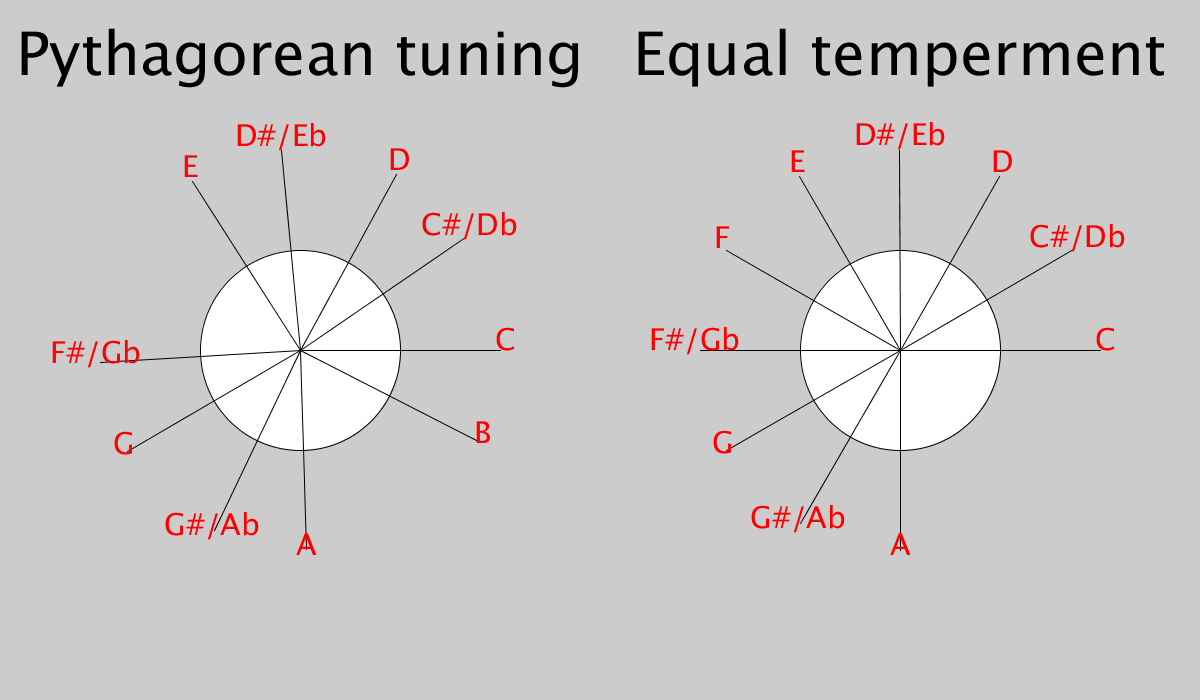 Pythagorean tuning
Equal temperment
D#/Eb
E
D
C#/Db
C
F#/Gb
G
B
G#/Ab
A
D#/Eb
E
D
F
C#/Db
F#/Gb
C
G
G#/Ab
A